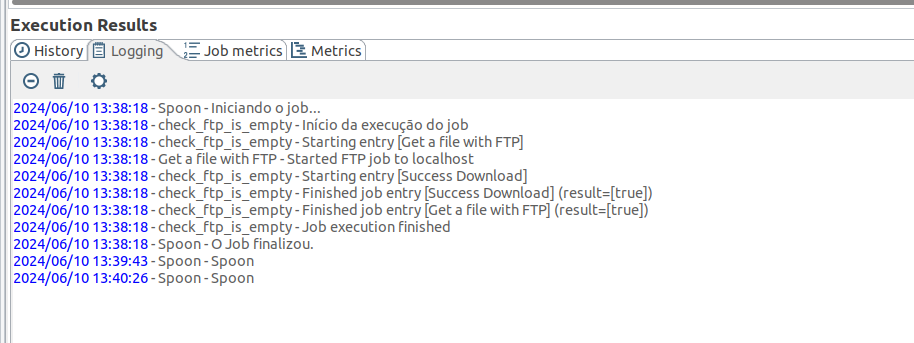 Execution Results
History Logging Job metrics Metrics
2024/06/10 13:38:18 - Spoon - Iniciando o job...
2024/06/10 13:38:18 - check_ftp_is_empty - Início da execução do job
2024/06/10 13:38:18 - check_ftp_is_empty - Starting entry [Get a file with FTP]
2024/06/10 13:38:18 - Get a file with FTP - Started FTP job to localhost
2024/06/10 13:38:18 - check_ftp_is_empty - Starting entry [Success Download]
2024/06/10 13:38:18 - check_ftp_is_empty - Finished job entry [Success Download] (result=[true])
2024/06/10 13:38:18 - check_ftp_is_empty - Finished job entry [Get a file with FTP] (result=[true])
2024/06/10 13:38:18 - check_ftp_is_empty - Job execution finished
2024/06/10 13:38:18 - Spoon - O Job finalizou.
2024/06/10 13:39:43 - Spoon - Spoon
2024/06/10 13:40:26 - Spoon - Spoon